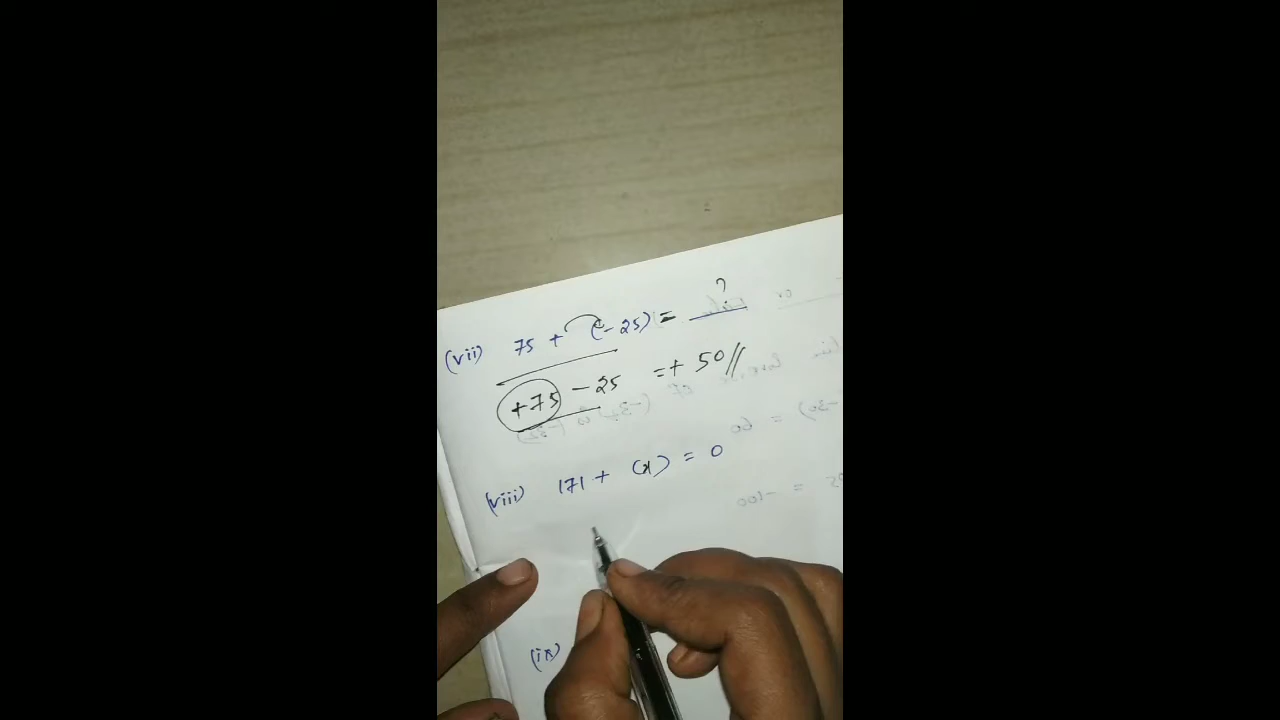 (vii) 75 + (-25) = ?
+75 - 25 = + 50//
(viii) 171 + (x) = 0
(ix)